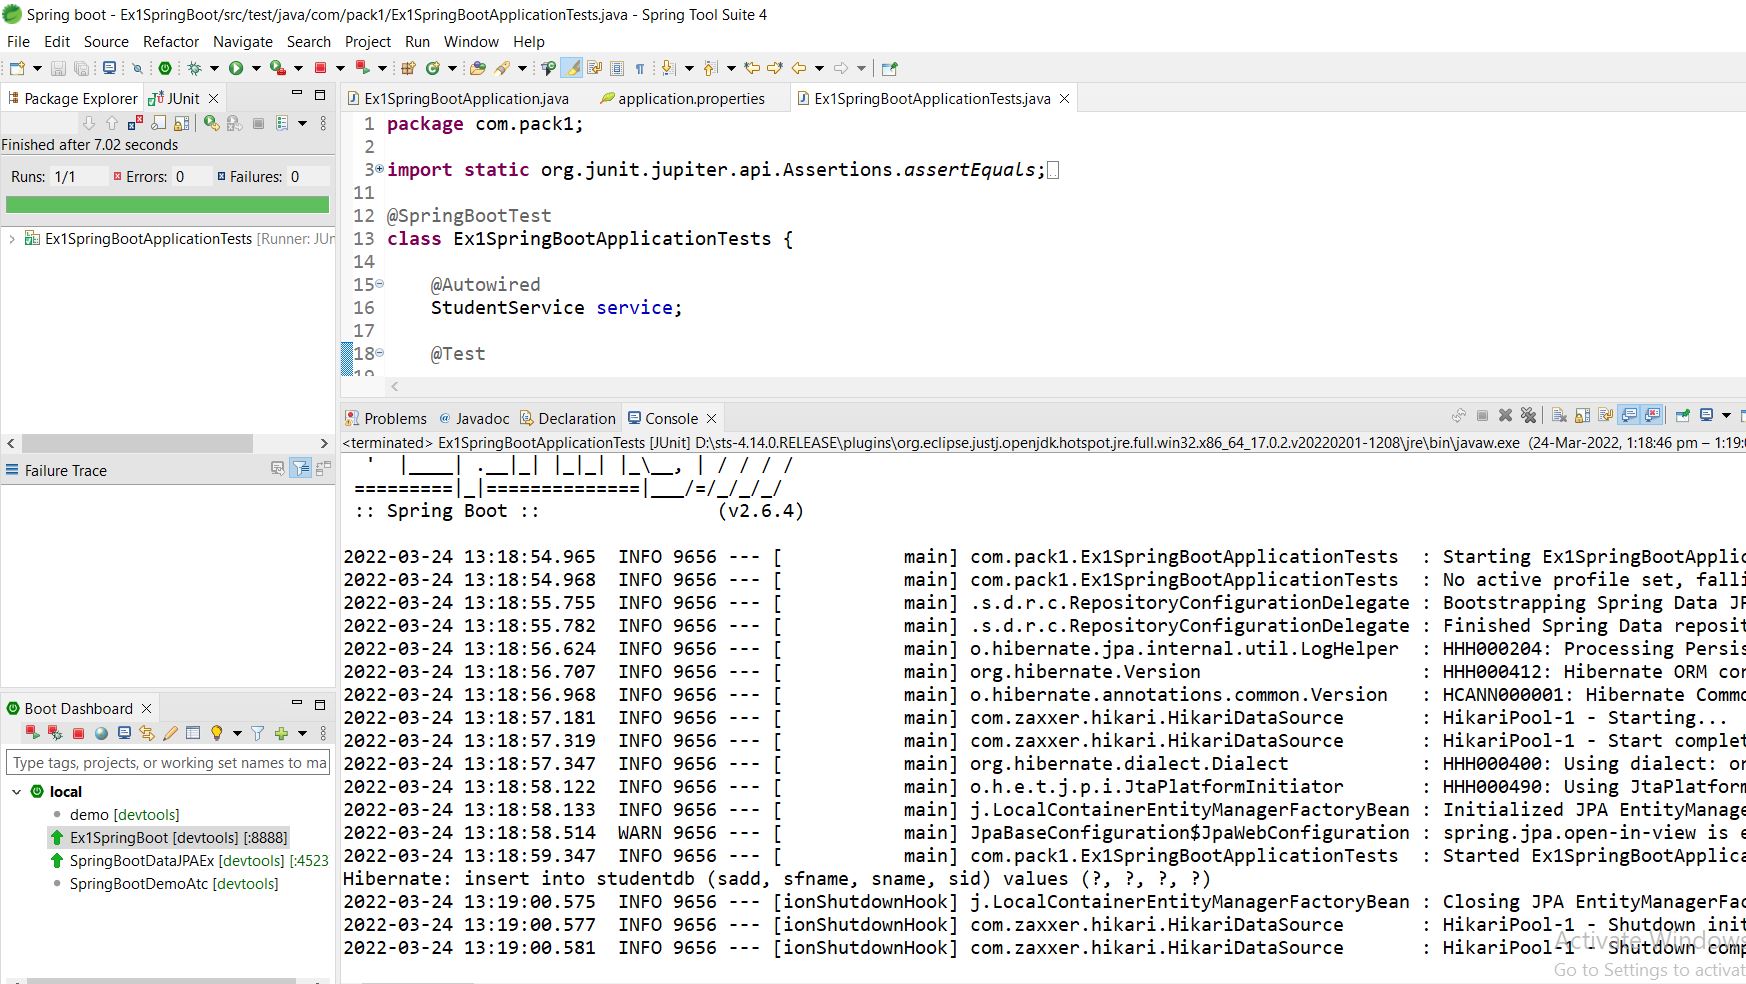 Spring boot - Ex1SpringBoot/src/test/java/com/pack1/Ex1SpringBootApplicationTests.java - Spring Tool Suite 4
File Edit Source Refactor Navigate Search Run Project Run Window Help
Package Explorer JUnit
Finished after 7.02 seconds
Runs: 1/1 Errors: 0 Failures: 0
Ex1SpringBootApplicationTests [Runner: JUr
Failure Trace
Boot Dashboard
Type tags, projects, or working set names to ma
local
demo [devtools]
Ex1SpringBoot [devtools] [:8888]
SpringBootDataJPAEx [devtools] [:4523
SpringBootDemoAtc [devtools]
Ex1SpringBootApplication.java application.properties Ex1SpringBootApplicationTests.java
1 package com.pack1;
2
3 import static org.junit.jupiter.api.Assertions.assertEquals;
11
12 @SpringBootTest
13 class Ex1SpringBootApplicationTests {
14
15 @Autowired
16 StudentService service;
17
18 @Test
19
Problems Javadoc Declaration Console
<terminated> Ex1SpringBootApplicationTests [JUnit] D:\sts-4.14.0.RELEASE\plugins\org.eclipse.justj.openjdk.hotspot.jre.full.win32.x86_64_17.0.2.v20220201-1208\jre\bin\javaw.exe (24-Mar-2022, 1:18:46 pm – 1:19:
' |____| .__|_| |_|_| |_\__, | / / / /
=========|_|==============|___/=/_/_/_/
:: Spring Boot :: (v2.6.4)
2022-03-24 13:18:54.965 INFO 9656 --- [ main] com.pack1.Ex1SpringBootApplicationTests : Starting Ex1SpringBootApplic
2022-03-24 13:18:54.968 INFO 9656 --- [ main] com.pack1.Ex1SpringBootApplicationTests : No active profile set, falli
2022-03-24 13:18:55.755 INFO 9656 --- [ main] .s.d.r.c.RepositoryConfigurationDelegate : Bootstrapping Spring Data JP
2022-03-24 13:18:55.782 INFO 9656 --- [ main] .s.d.r.c.RepositoryConfigurationDelegate : Finished Spring Data reposit
2022-03-24 13:18:56.624 INFO 9656 --- [ main] o.hibernate.jpa.internal.util.LogHelper : HHH000204: Processing Persis
2022-03-24 13:18:56.707 INFO 9656 --- [ main] org.hibernate.Version : HHH000412: Hibernate ORM cor
2022-03-24 13:18:56.968 INFO 9656 --- [ main] o.hibernate.annotations.common.Version : HCANN000001: Hibernate Commo
2022-03-24 13:18:57.181 INFO 9656 --- [ main] com.zaxxer.hikari.HikariDataSource : HikariPool-1 - Starting...
2022-03-24 13:18:57.319 INFO 9656 --- [ main] com.zaxxer.hikari.HikariDataSource : HikariPool-1 - Start complet
2022-03-24 13:18:57.347 INFO 9656 --- [ main] org.hibernate.dialect.Dialect : HHH000400: Using dialect: or
2022-03-24 13:18:58.122 INFO 9656 --- [ main] o.h.e.t.j.p.i.JtaPlatformInitiator : HHH000490: Using JtaPlatform
2022-03-24 13:18:58.133 INFO 9656 --- [ main] j.LocalContainerEntityManagerFactoryBean : Initialized JPA EntityManage
2022-03-24 13:18:58.514 WARN 9656 --- [ main] JpaBaseConfiguration$JpaWebConfiguration : spring.jpa.open-in-view is e
2022-03-24 13:18:59.347 INFO 9656 --- [ main] com.pack1.Ex1SpringBootApplicationTests : Started Ex1SpringBootApplica
Hibernate: insert into studentdb (sadd, sfname, sname, sid) values (?, ?, ?, ?)
2022-03-24 13:19:00.575 INFO 9656 --- [ionShutdownHook] j.LocalContainerEntityManagerFactoryBean : Closing JPA EntityManagerFac
2022-03-24 13:19:00.577 INFO 9656 --- [ionShutdownHook] com.zaxxer.hikari.HikariDataSource : HikariPool-1 - Shutdown init
2022-03-24 13:19:00.581 INFO 9656 --- [ionShutdownHook] com.zaxxer.hikari.HikariDataSource : HikariPool-1 - Shutdown comp
Activate Windows
Go to Settings to activat